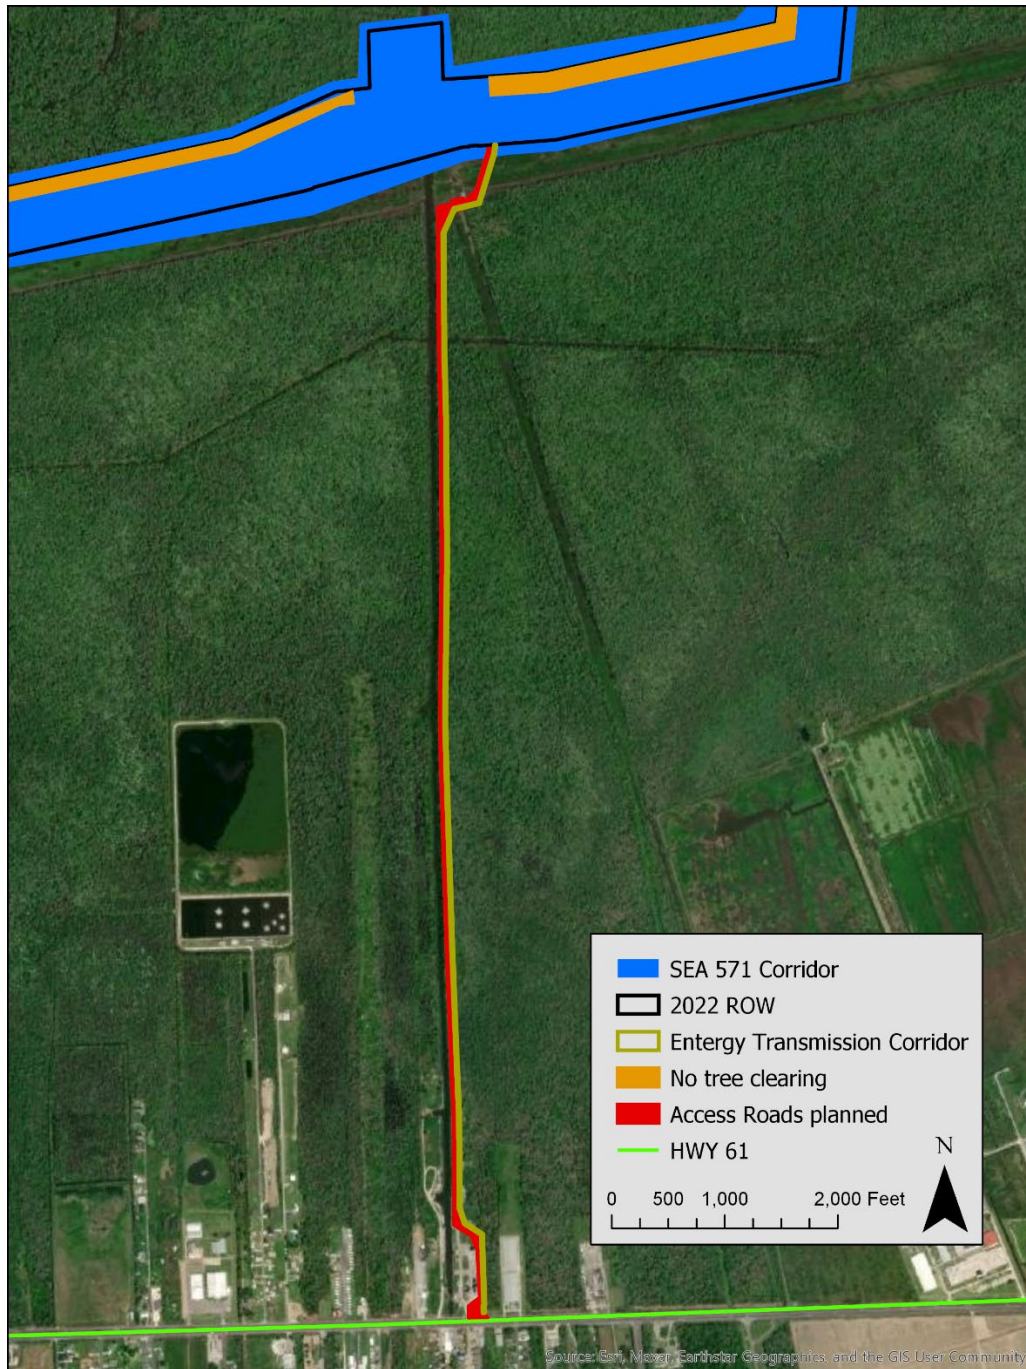 SEA 571 Corridor
2022 ROW
Entergy Transmission Corridor
No tree clearing
Access Roads planned
HWY 61
N
0 500 1,000 2,000 Feet
Source: Esri, Maxar, Earthstar Geographics, and the GIS User Community